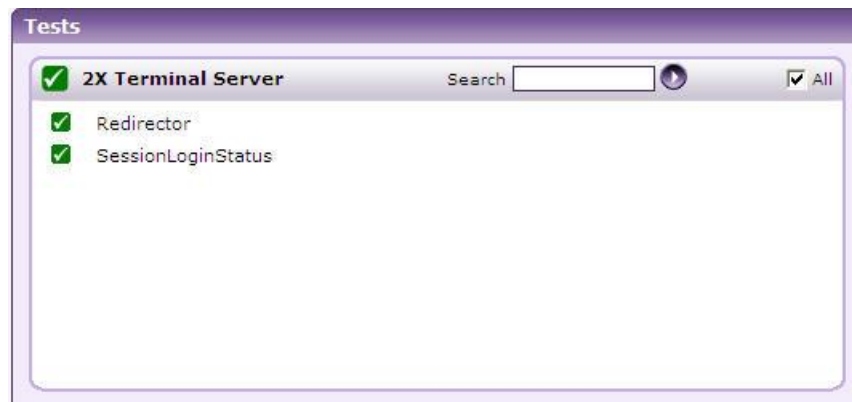 Tests
2X Terminal Server Search All
Redirector
SessionLoginStatus